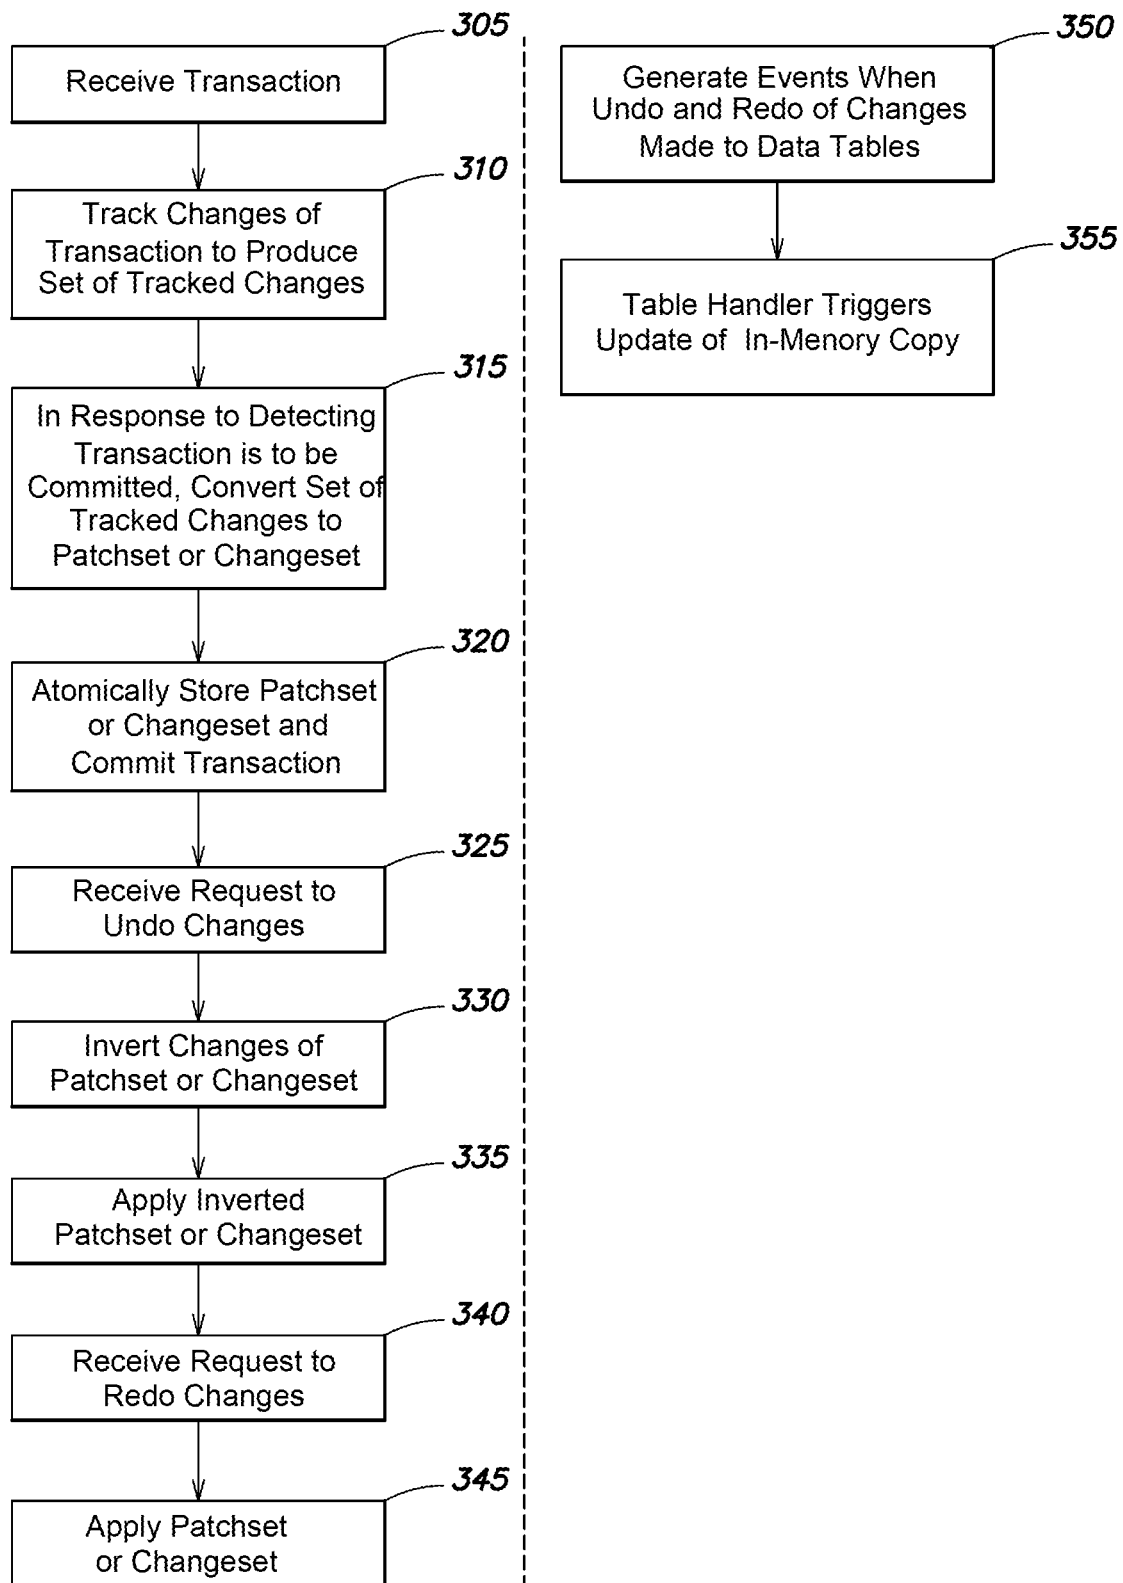 305
Receive Transaction
310
Track Changes of
Transaction to Produce
Set of Tracked Changes
315
In Response to Detecting
Transaction is to be
Committed, Convert Set of
Tracked Changes to
Patchset or Changeset
320
Atomically Store Patchset
or Changeset and
Commit Transaction
325
Receive Request to
Undo Changes
330
Invert Changes of
Patchset or Changeset
335
Apply Inverted
Patchset or Changeset
340
Receive Request to
Redo Changes
345
Apply Patchset
or Changeset
350
Generate Events When
Undo and Redo of Changes
Made to Data Tables
355
Table Handler Triggers
Update of In-Menory Copy